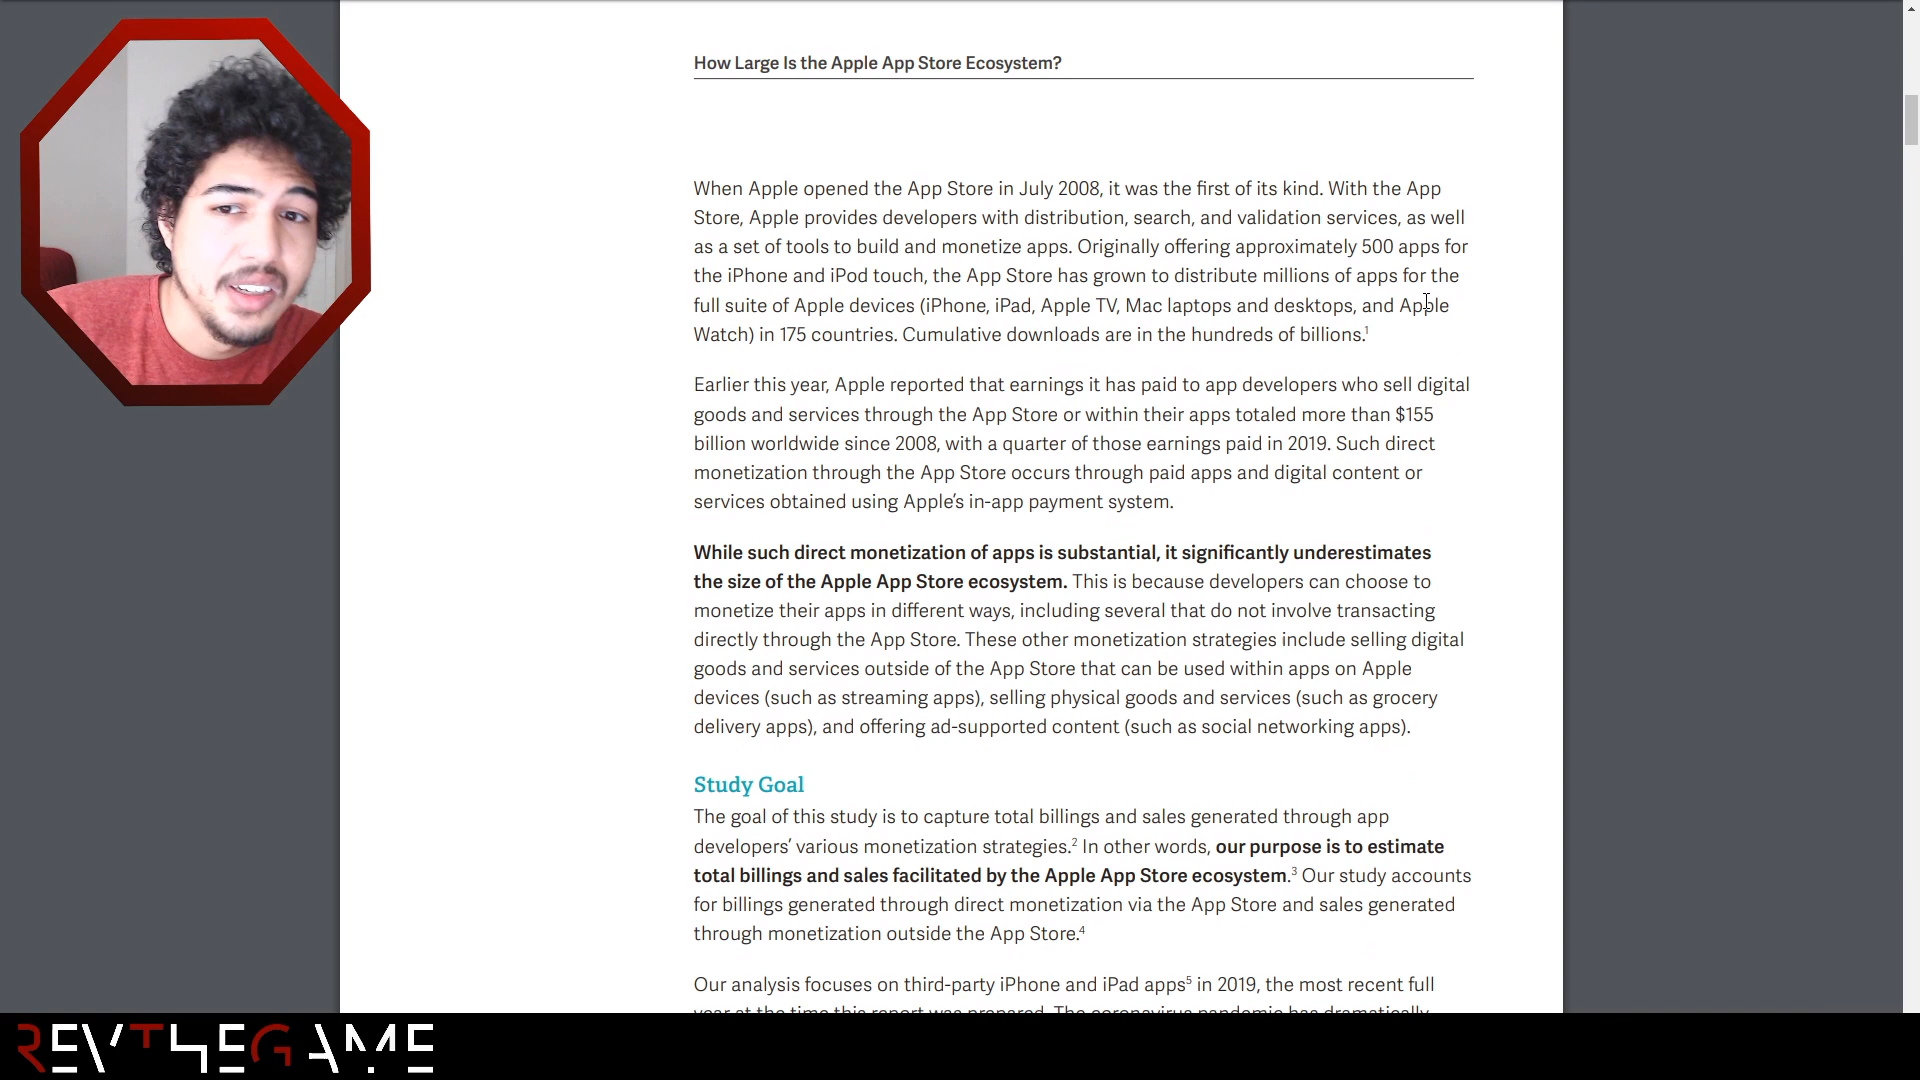 How Large Is the Apple App Store Ecosystem?
When Apple opened the App Store in July 2008, it was the first of its kind. With the App
Store, Apple provides developers with distribution, search, and validation services, as well
as a set of tools to build and monetize apps. Originally offering approximately 500 apps for
the iPhone and iPod touch, the App Store has grown to distribute millions of apps for the
full suite of Apple devices (iPhone, iPad, Apple TV, Mac laptops and desktops, and Apple
Watch) in 175 countries. Cumulative downloads are in the hundreds of billions.1
Earlier this year, Apple reported that earnings it has paid to app developers who sell digital
goods and services through the App Store or within their apps totaled more than $155
billion worldwide since 2008, with a quarter of those earnings paid in 2019. Such direct
monetization through the App Store occurs through paid apps and digital content or
services obtained using Apple's in-app payment system.
While such direct monetization of apps is substantial, it significantly underestimates
the size of the Apple App Store ecosystem. This is because developers can choose to
monetize their apps in different ways, including several that do not involve transacting
directly through the App Store. These other monetization strategies include selling digital
goods and services outside of the App Store that can be used within apps on Apple
devices (such as streaming apps), selling physical goods and services (such as grocery
delivery apps), and offering ad-supported content (such as social networking apps).
Study Goal
The goal of this study is to capture total billings and sales generated through app
developers' various monetization strategies.2 In other words, our purpose is to estimate
total billings and sales facilitated by the Apple App Store ecosystem.3 Our study accounts
for billings generated through direct monetization via the App Store and sales generated
through monetization outside the App Store.4
Our analysis focuses on third-party iPhone and iPad apps5 in 2019, the most recent full
year at the time this report was prepared. The coronavirus pandemic has dramatically
REVTHEGAME